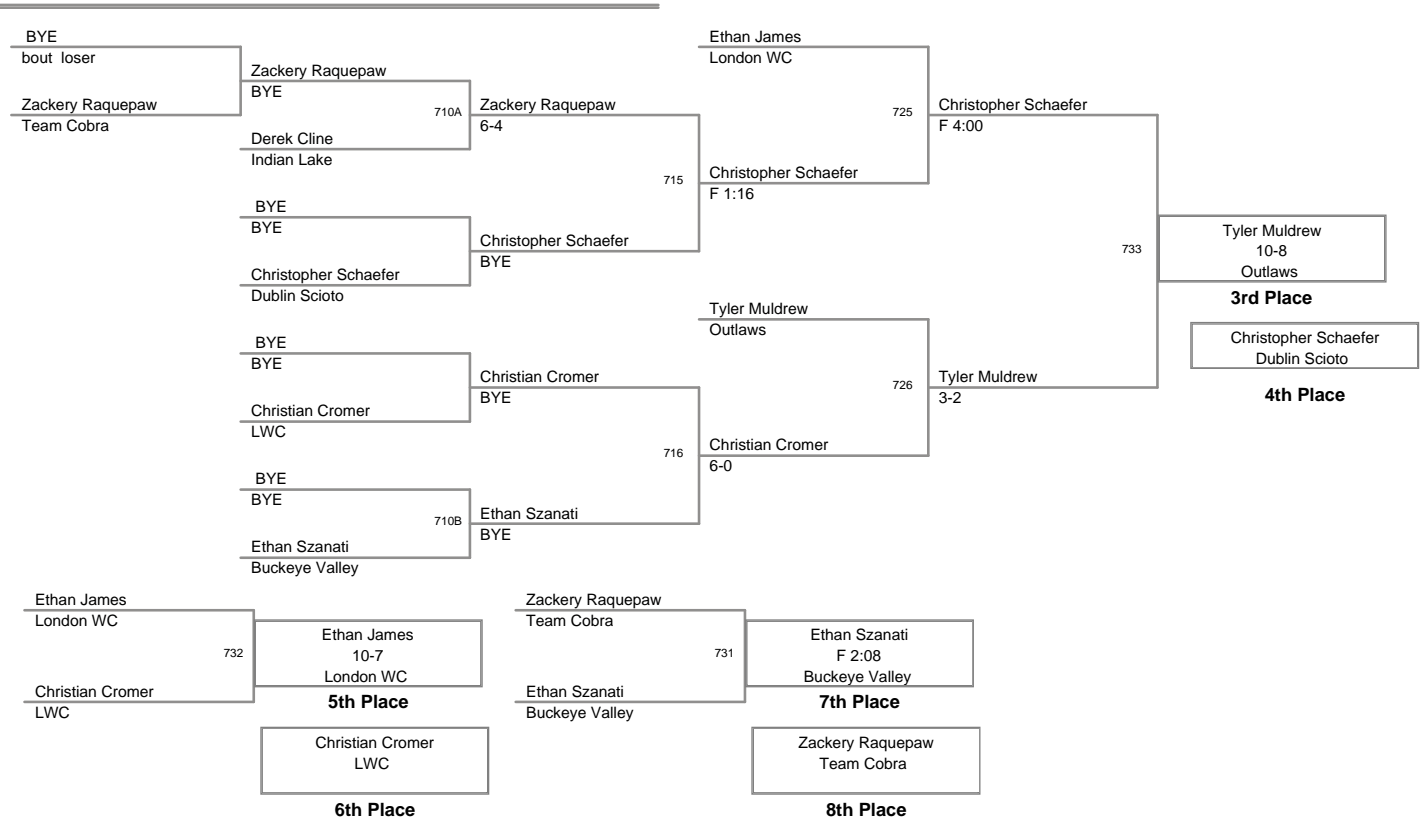 BYE
bout loser
Zackery Raquepaw
Team Cobra
Zackery Raquepaw
BYE
710A
Derek Cline
Indian Lake
BYE
BYE
Christopher Schaefer
Dublin Scioto
BYE
BYE
Christian Cromer
LWC
BYE
BYE
710B
Ethan Szanati
Buckeye Valley
Zackery Raquepaw
6-4
715
Christopher Schaefer
BYE
Christian Cromer
BYE
716
Ethan Szanati
BYE
Ethan James
London WC
725
Christopher Schaefer
F 1:16
Tyler Muldrew
Outlaws
726
Christian Cromer
6-0
Christopher Schaefer
F 4:00
733
Tyler Muldrew
3-2
Tyler Muldrew
10-8
Outlaws
3rd Place
Christopher Schaefer
Dublin Scioto
4th Place
Ethan James
London WC
732
Christian Cromer
LWC
Ethan James
10-7
London WC
5th Place
Christian Cromer
LWC
6th Place
Zackery Raquepaw
Team Cobra
731
Ethan Szanati
Buckeye Valley
Ethan Szanati
F 2:08
Buckeye Valley
7th Place
Zackery Raquepaw
Team Cobra
8th Place